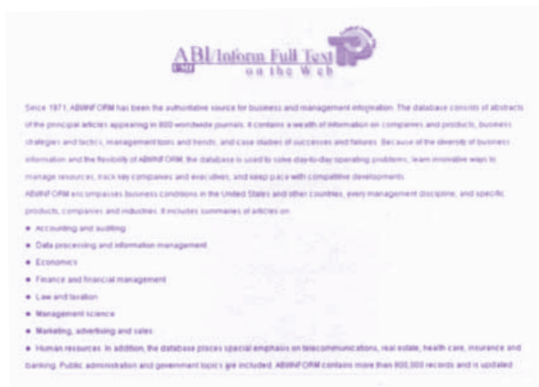 ABI/Inform Full Text
UMI
on the Web
Since 1971, ABI/INFORM has been the authoritative source for business and management information. The database consists of abstracts
of the principal articles appearing in 800 worldwide journals. It contains a wealth of information on companies and products, business
strategies and tactics, management tools and trends, and case studies of successes and failures. Because of the diversity of business
information and the flexibility of ABI/INFORM, the database is used to solve day-to-day operating problems, learn innovative ways to
manage resources, track key companies and executives, and keep pace with competitive developments.
ABI/INFORM encompasses business conditions in the United States and other countries, every management discipline, and specific
products, companies and industries. It includes summaries of articles on
● Accounting and auditing
● Data processing and information management
● Economics
● Finance and financial management
● Law and taxation
● Management science
● Marketing, advertising and sales
● Human resources. In addition, the database places special emphasis on telecommunications, real estate, health care, insurance and
banking. Public administration and government topics are included. ABI/INFORM contains more than 800,000 records and is updated